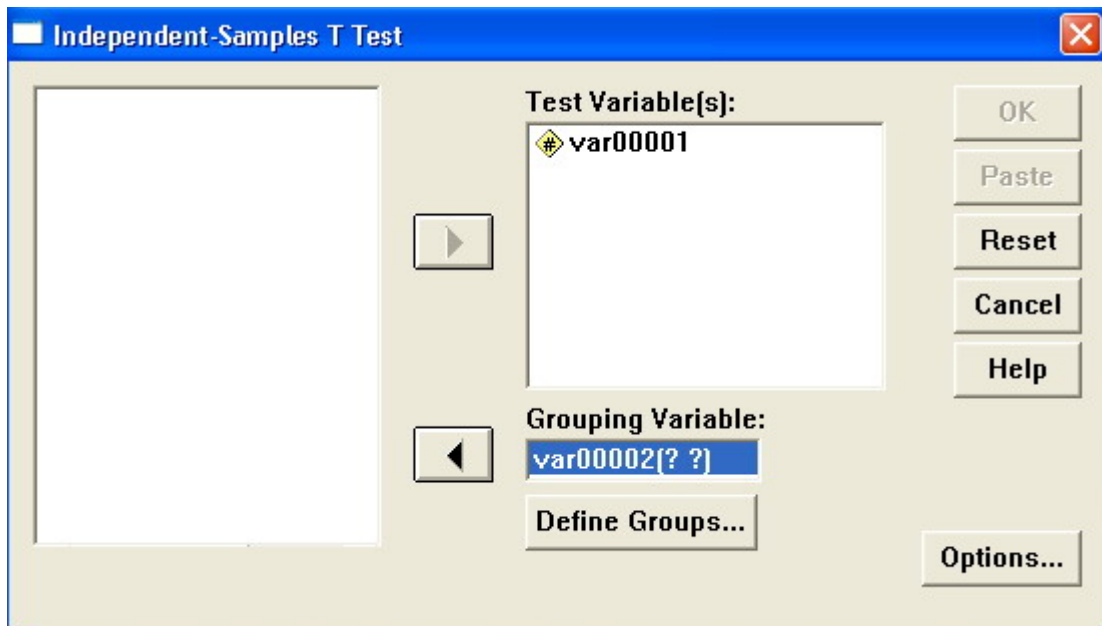 Independent-Samples T Test
Test Variable(s):
# var00001
OK
Paste
Reset
Cancel
Help
Grouping Variable:
var00002(? ?)
Define Groups...
Options...